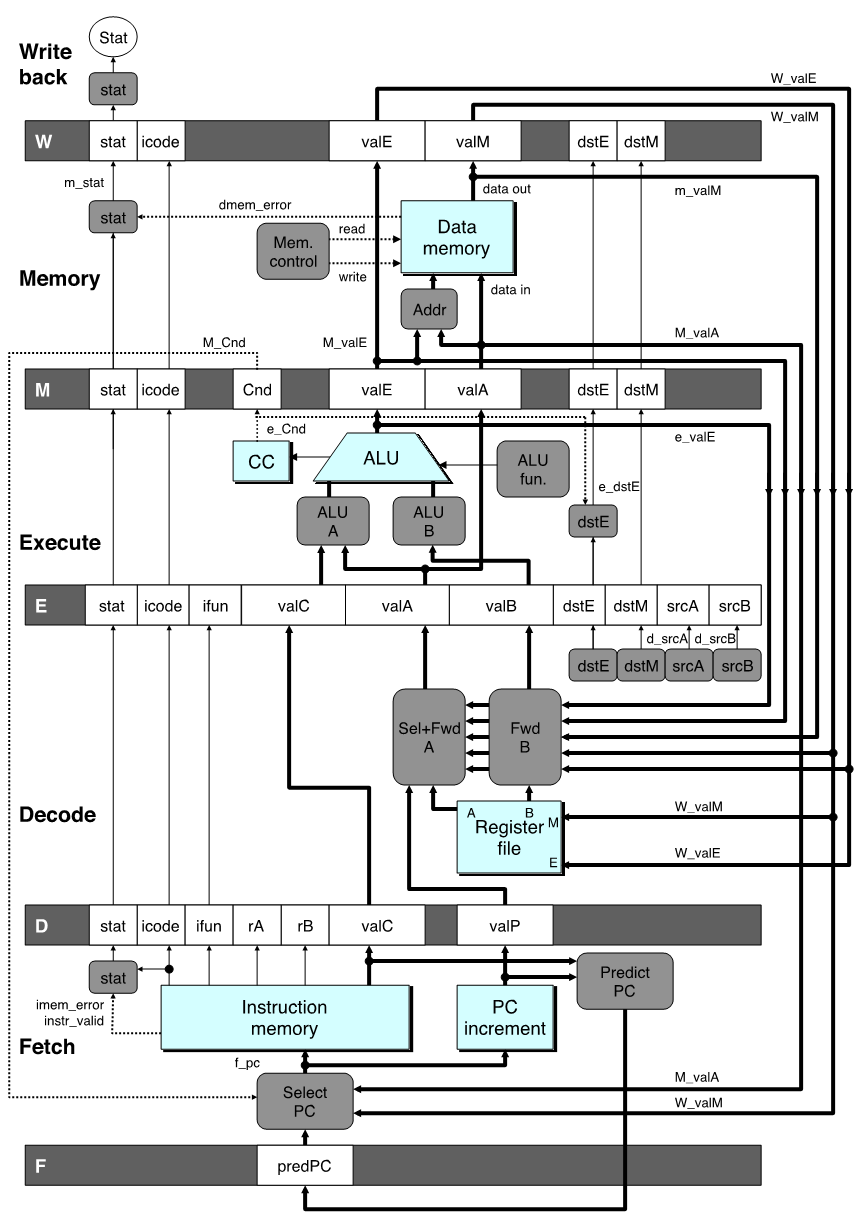 Stat
Write
back
stat
W_valE
W_valM
W
stat
icode
valE
valM
dstE
dstM
m_stat
data out
m_valM
stat
dmem_error
Mem.
control
read
write
Data
memory
Memory
data in
Addr
M_Cnd
M_valE
M_valA
M
stat
icode
Cnd
valE
valA
dstE
dstM
e_Cnd
e_valE
CC
ALU
ALU
fun.
e_dstE
ALU
A
ALU
B
dstE
Execute
E
stat
icode
ifun
valC
valA
valB
dstE
dstM
srcA
srcB
d_srcA
d_srcB
dstE
dstM
srcA
srcB
Sel+Fwd
A
Fwd
B
Decode
A
B
M
Register
file
E
W_valM
W_valE
D
stat
icode
ifun
rA
rB
valC
valP
stat
Predict
PC
imem_error
instr_valid
Instruction
memory
PC
increment
Fetch
f_pc
Select
PC
M_valA
W_valM
F
predPC